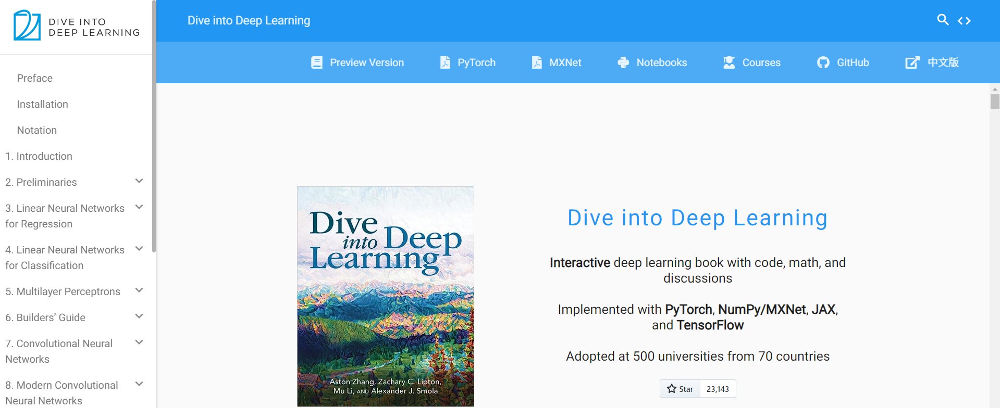 DIVE INTO
DEEP LEARNING
Preface
Installation
Notation
1. Introduction
2. Preliminaries
3. Linear Neural Networks
for Regression
4. Linear Neural Networks
for Classification
5. Multilayer Perceptrons
6. Builders’ Guide
7. Convolutional Neural
Networks
8. Modern Convolutional
Neural Networks
Dive into Deep Learning
Preview Version
PyTorch
MXNet
Notebooks
Courses
GitHub
中文版
Dive
into Deep
Learning
Aston Zhang, Zachary C. Lipton,
Mu Li, AND Alexander J. Smola
Dive into Deep Learning
Interactive deep learning book with code, math, and
discussions
Implemented with PyTorch, NumPy/MXNet, JAX,
and TensorFlow
Adopted at 500 universities from 70 countries
Star 23,143